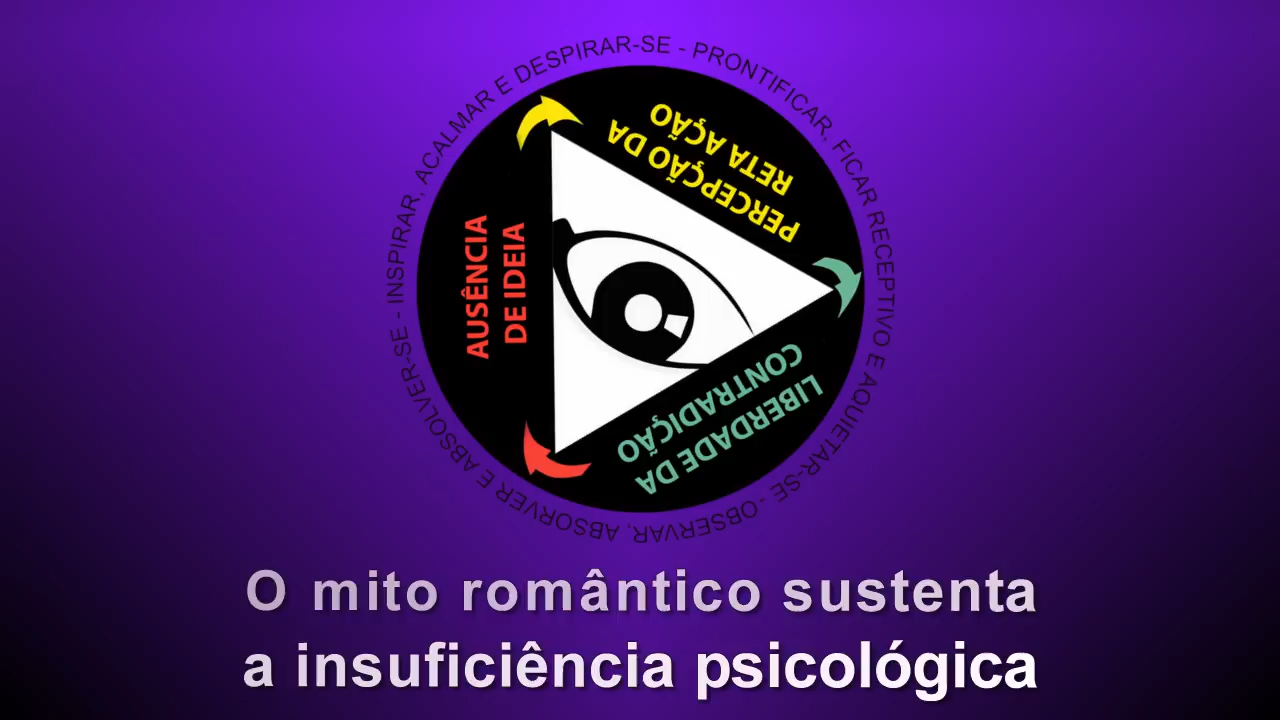 INSPIRAR, ACALMAR E DESPIRAR-SE - PRONTIFICAR, FICAR RECEPTIVO E AQUIETAR-SE - OBSERVAR, ABSORVER E ABSOLVER-SE -
PERCEPÇÃO DA
RETA AÇÃO
AUSÊNCIA
DE IDEIA
LIBERDADE DA
CONTRADIÇÃO
O mito romântico sustenta
a insuficiência psicológica